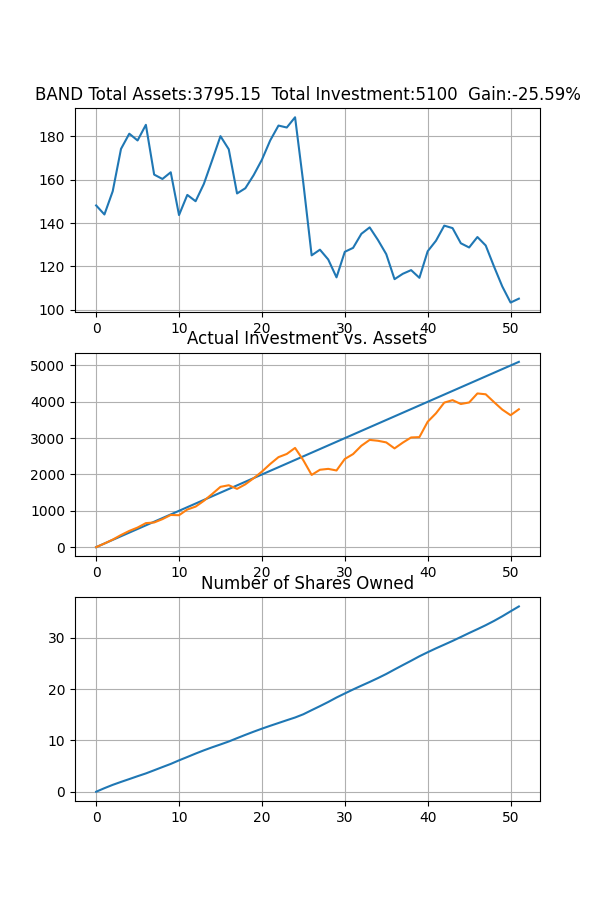 BAND Total Assets:3795.15  Total Investment:5100  Gain:-25.59%
180
160
140
120
100
0 10 20 30 40 50
Actual Investment vs. Assets
5000
4000
3000
2000
1000
0
0 10 20 30 40 50
Number of Shares Owned
30
20
10
0
0 10 20 30 40 50